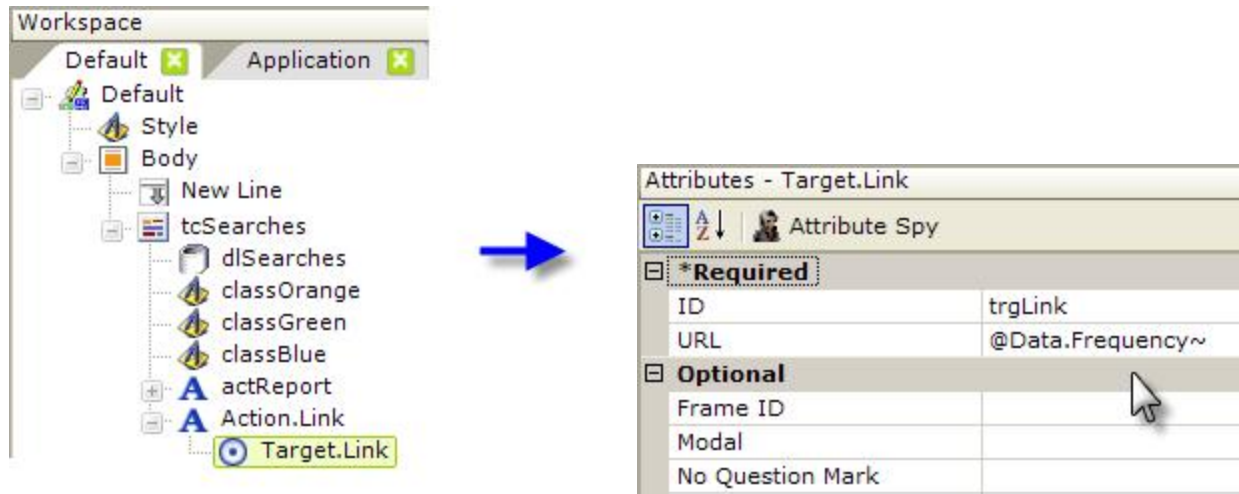 Workspace
Default Application
Default
Style
Body
New Line
tcSearches
dlSearches
classOrange
classGreen
classBlue
actReport
Action.Link
Target.Link
Attributes - Target.Link
A Z Attribute Spy
*Required
ID trgLink
URL @Data.Frequency~
Optional
Frame ID
Modal
No Question Mark